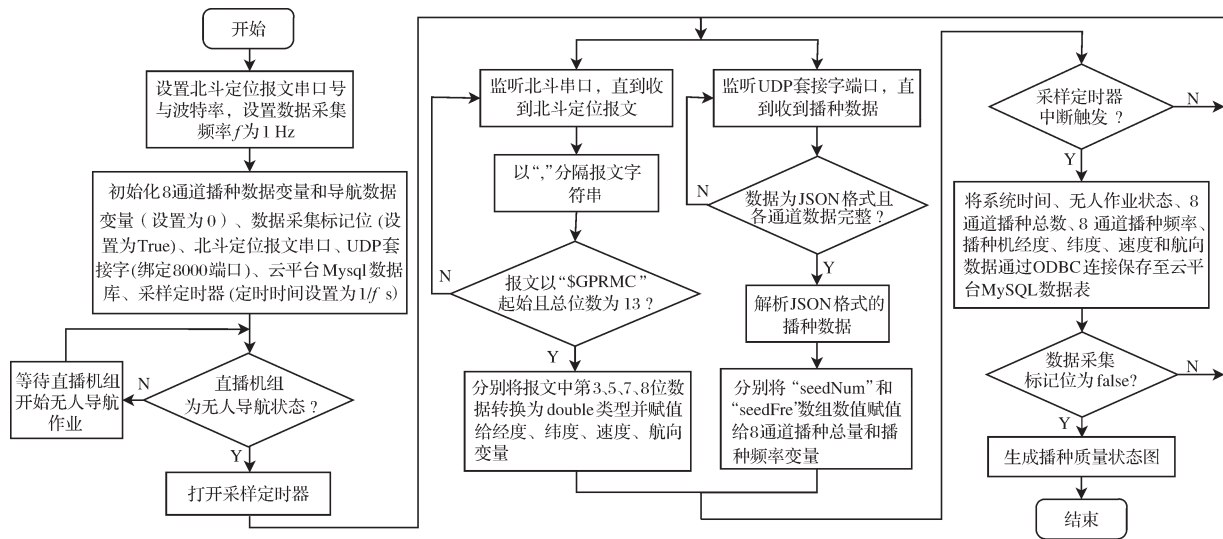 开始
设置北斗定位报文串口号
与波特率，设置数据采集
频率f为1 Hz
初始化8通道播种数据变量和导航数据
变量（设置为0）、数据采集标记位(设
置为True)、北斗定位报文串口、UDP套
接字(绑定8000端口)、云平台Mysql数据
库、采样定时器(定时时间设置为1/f s)
等待直播机组
开始无人导航
作业
N
直播机组
为无人导航状态？
Y
打开采样定时器
监听北斗串口，直到收
到北斗定位报文
以“,”分隔报文字
符串
N
报文以“$GPRMC”
起始且总位数为13？
Y
分别将报文中第3、5、7、8位数
据转换为double类型并赋值
给经度、纬度、速度、航向
变量
监听UDP套接字端口，直
到收到播种数据
N
数据为JSON格式且
各通道数据完整？
Y
解析JSON格式的
播种数据
分别将 “seedNum”和
“seedFre”数组数值赋值
给8通道播种总量和播
种频率变量
采样定时器
中断触发？
N
Y
将系统时间、无人作业状态、8
通道播种总数、8 通道播种频率、
播种机经度、纬度、速度和航向
数据通过ODBC连接保存至云平
台MySQL数据表
数据采集
标记位为false?
N
Y
生成播种质量状态图
结束